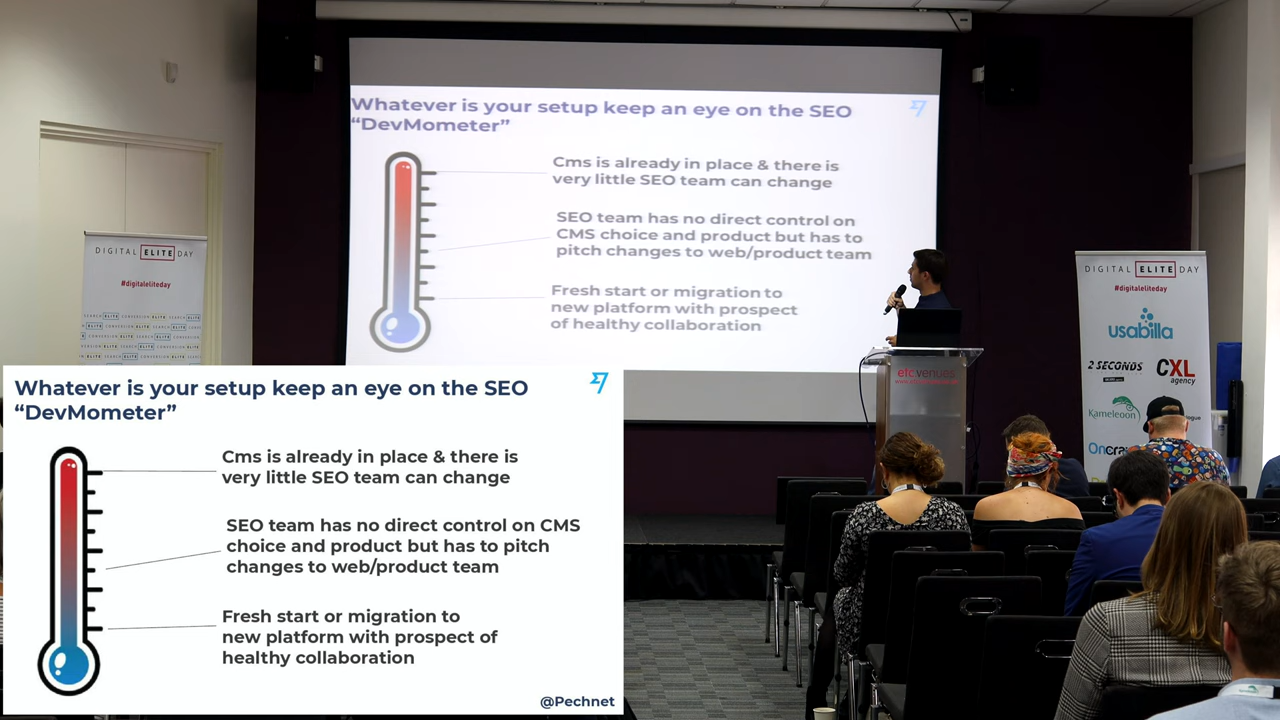 Whatever is your setup keep an eye on the SEO
“DevMometer”
Cms is already in place & there is
very little SEO team can change
SEO team has no direct control on
CMS choice and product but has to
pitch changes to web/product team
Fresh start or migration to
new platform with prospect
of healthy collaboration
DIGITAL ELITE DAY
#digitaleliteday
DIGITAL ELITE DAY
#digitaleliteday
usabilla
2 SECONDS
CXL
agency
Kameleoon
etc.venues
Whatever is your setup keep an eye on the SEO
“DevMometer”
Cms is already in place & there is
very little SEO team can change
SEO team has no direct control on CMS
choice and product but has to pitch
changes to web/product team
Fresh start or migration to
new platform with prospect of
healthy collaboration
@Pechnet